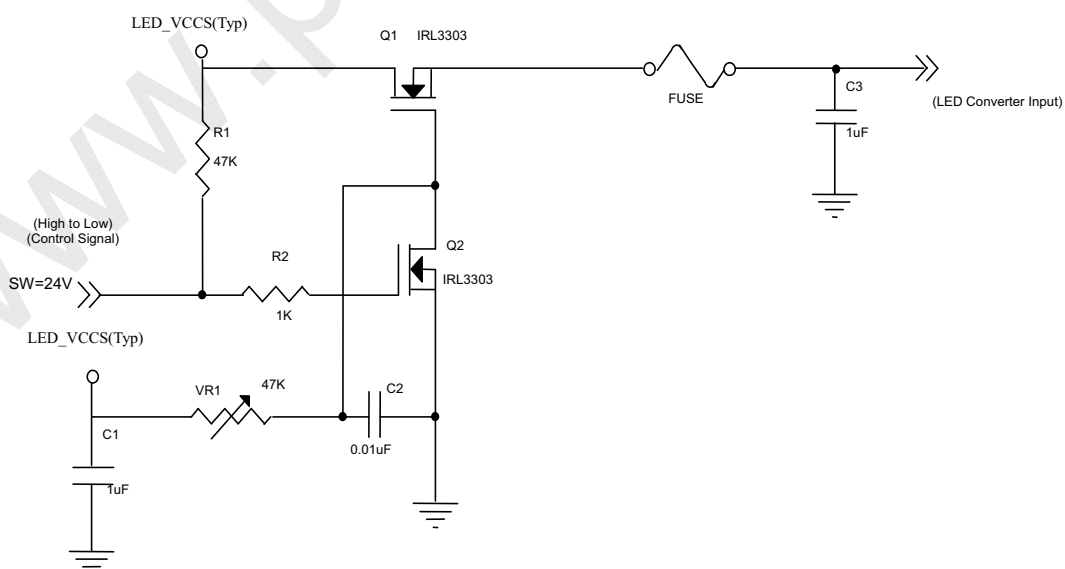 LED_VCCS(Typ)
Q1 IRL3303
FUSE
C3
1uF
(LED Converter Input)
R1
47K
(High to Low)
(Control Signal)
SW=24V
R2
1K
Q2
IRL3303
LED_VCCS(Typ)
VR1
47K
C2
0.01uF
C1
1uF